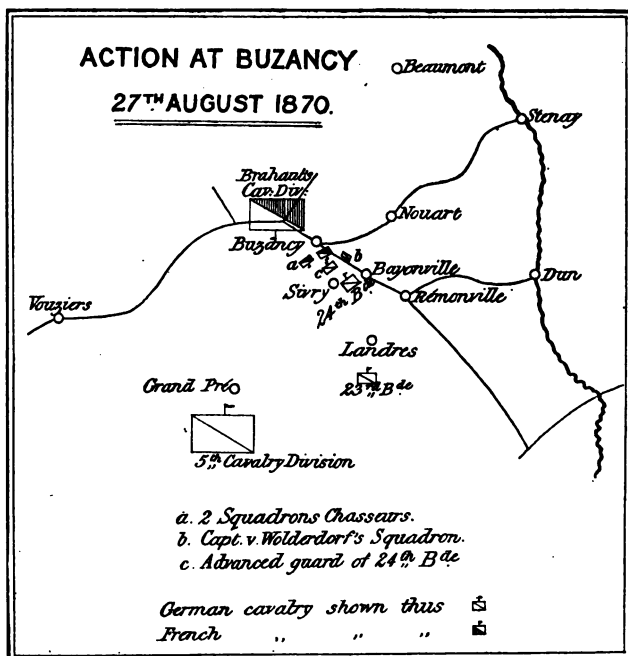 ACTION AT BUZANCY
27TH AUGUST 1870.
Beaumont
Stenay
Brahaut's
Cav: Div:
Nouart
Buzancy
b
a
c
Bayonville
Sivry
24th Bde
Rémonville
Dun
Vouziers
Landres
23rd Bde
Grand Pré
5th Cavalry Division
a. 2 Squadrons Chasseurs.
b. Capt. v. Wolderdorf's Squadron.
c. Advanced guard of 24th Bde
German cavalry shown thus
French „ „ „